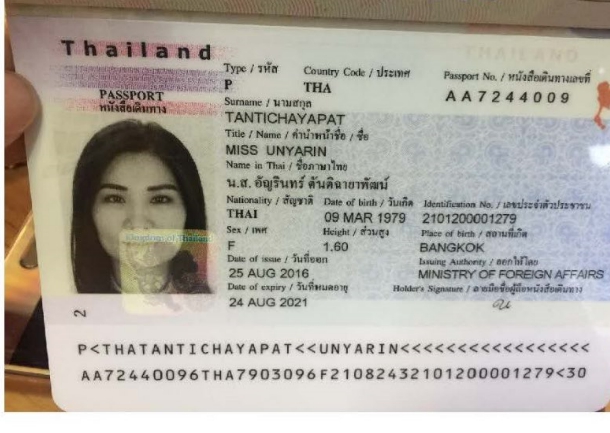 Thailand
PASSPORT
หนังสือเดินทาง
Type / รหัส Country Code / ประเทศ Passport No. / หนังสือเดินทางเลขที่
P THA AA7244009
Surname / นามสกุล
TANTICHAYAPAT
Title / Name / คำนำหน้าชื่อ / ชื่อ
MISS UNYARIN
Name in Thai / ชื่อภาษาไทย
น.ส. อัญรินทร์ ตันติฉายาพัฒน์
Nationality / สัญชาติ Date of birth / วันเกิด Identification No. / เลขประจำตัวประชาชน
THAI 09 MAR 1979 2101200001279
Sex / เพศ Height / ส่วนสูง Place of birth / สถานที่เกิด
F 1.60 BANGKOK
Date of issue / วันที่ออก Issuing Authority / ออกให้โดย
25 AUG 2016 MINISTRY OF FOREIGN AFFAIRS
Date of expiry / วันที่หมดอายุ Holder's Signature / ลายมือชื่อผู้ถือหนังสือเดินทาง
24 AUG 2021
Kingdom of Thailand
2
P<THATANTICHAYAPAT<<UNYARIN<<<<<<<<<<<<<<<<<
AA72440096THA7903096F21082432101200001279<30